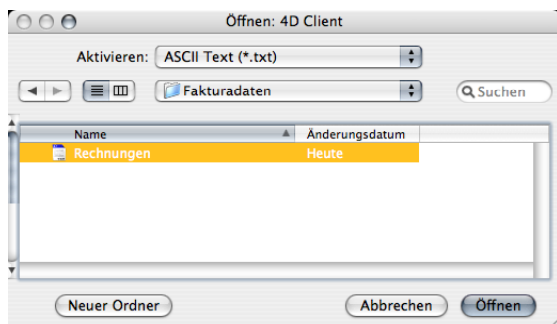 Öffnen: 4D Client
Aktivieren: ASCII Text (*.txt)
Fakturadaten Suchen
Name Änderungsdatum
Rechnungen Heute
Neuer Ordner Abbrechen Öffnen